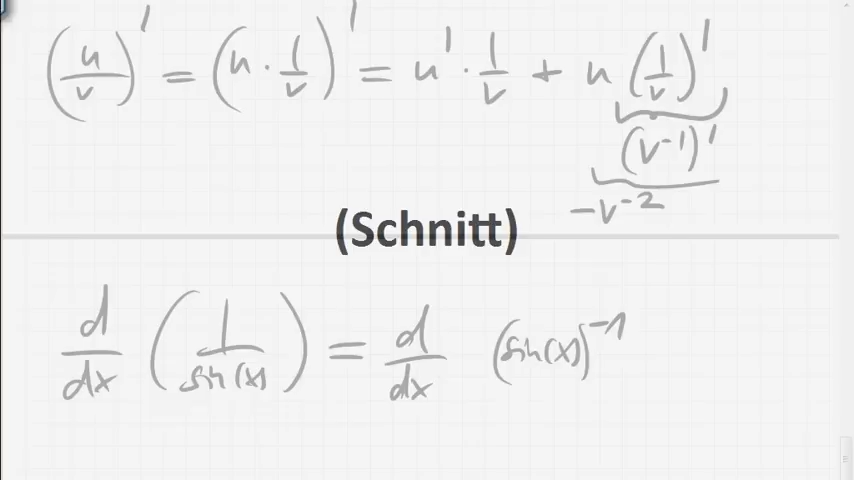 (u/v)' = (u · 1/v)' = u' · 1/v + u (1/v)'
(v⁻¹)'
-v⁻²
(Schnitt)
d/dx (1/sin(x)) = d/dx (sin(x))⁻¹